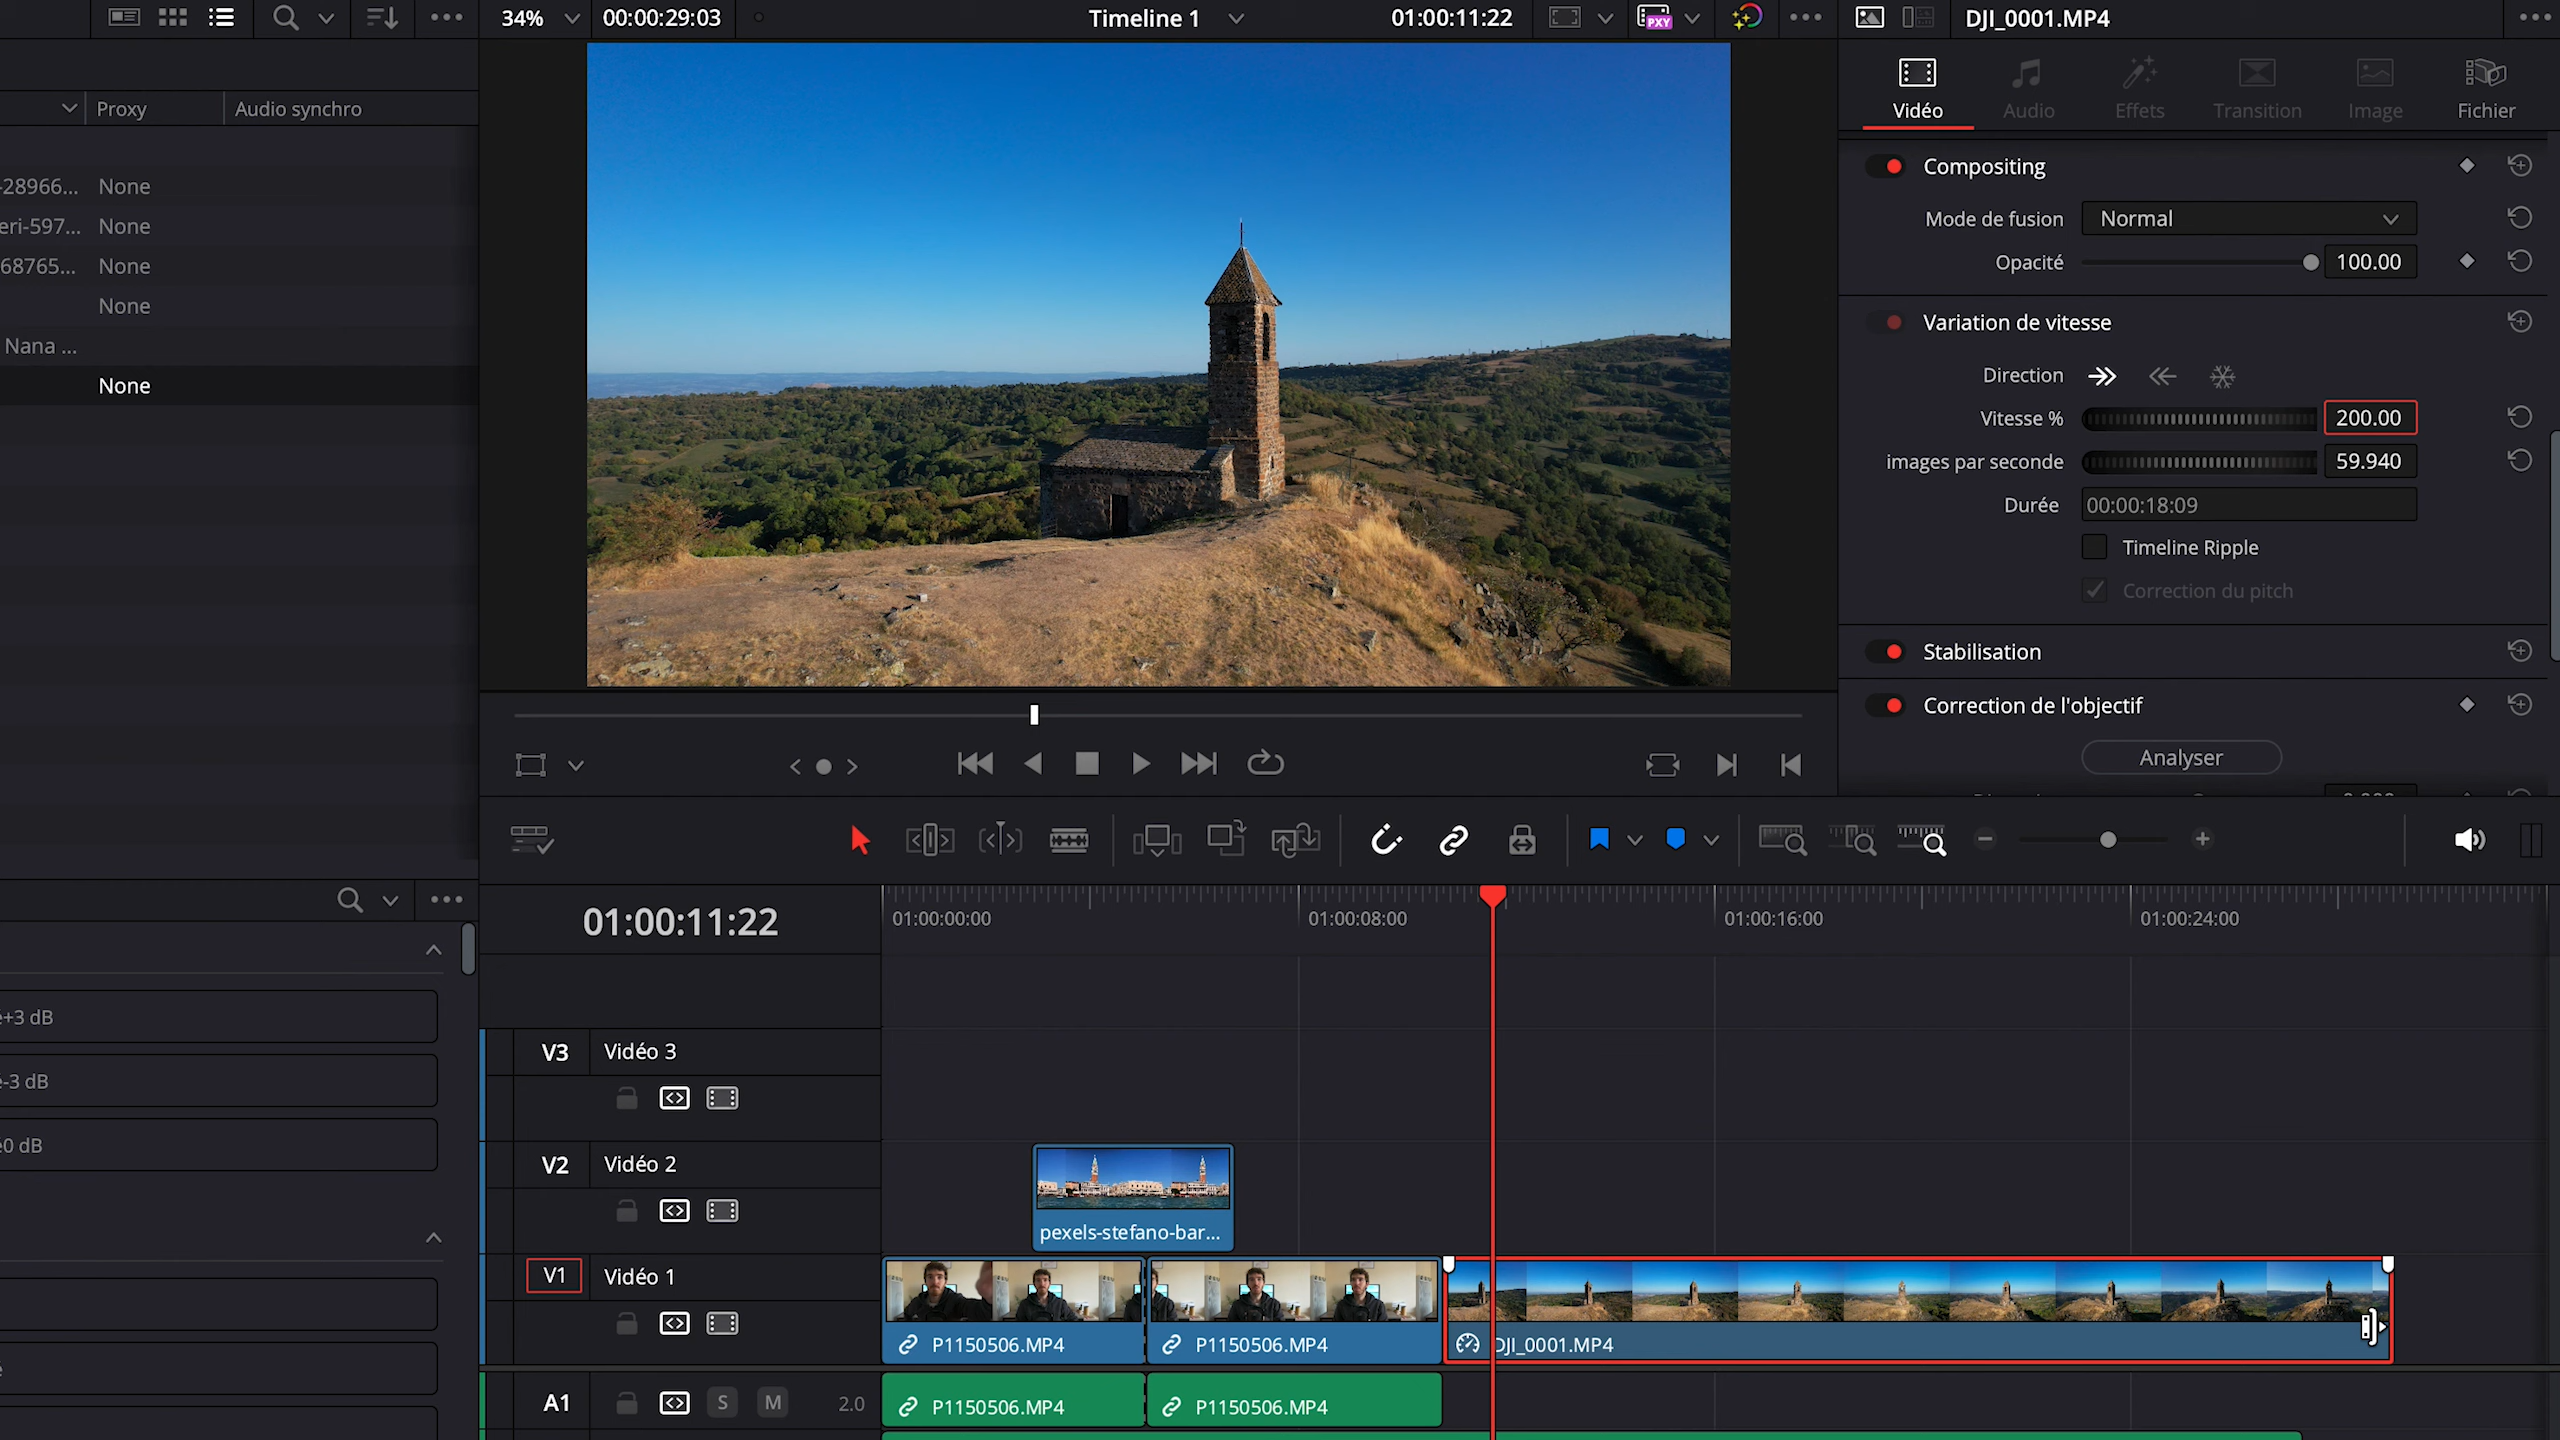 34%
00:00:29:03
Timeline 1
01:00:11:22
PXY
DJI_0001.MP4
Vidéo
Audio
Effets
Transition
Image
Fichier
Proxy
Audio synchro
-28966... None
eri-597... None
68765... None
None
Nana ...
None
Compositing
Mode de fusion
Normal
Opacité
100.00
Variation de vitesse
Direction
Vitesse %
200.00
images par seconde
59.940
Durée
00:00:18:09
Timeline Ripple
Correction du pitch
Stabilisation
Correction de l'objectif
Analyser
+3 dB
-3 dB
0 dB
01:00:11:22
01:00:00:00
01:00:08:00
01:00:16:00
01:00:24:00
V3
Vidéo 3
V2
Vidéo 2
pexels-stefano-bar...
V1
Vidéo 1
P1150506.MP4
P1150506.MP4
DJI_0001.MP4
A1
S
M
2.0
P1150506.MP4
P1150506.MP4